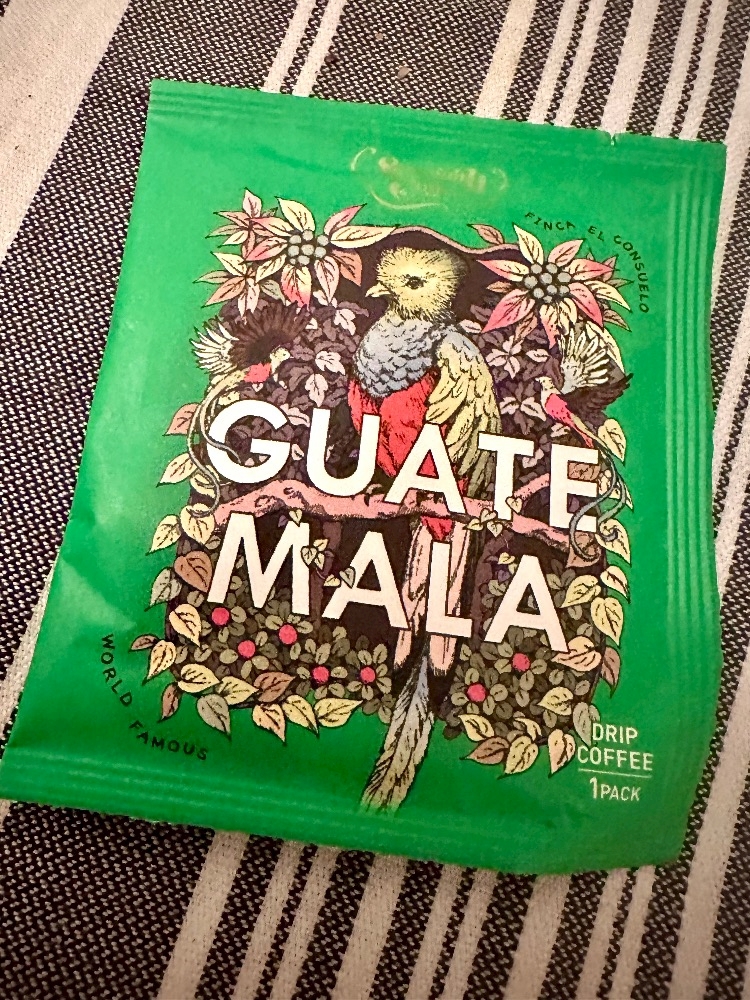 FINCA EL CONSUELO
GUATE
MALA
WORLD FAMOUS
DRIP
COFFEE
1PACK